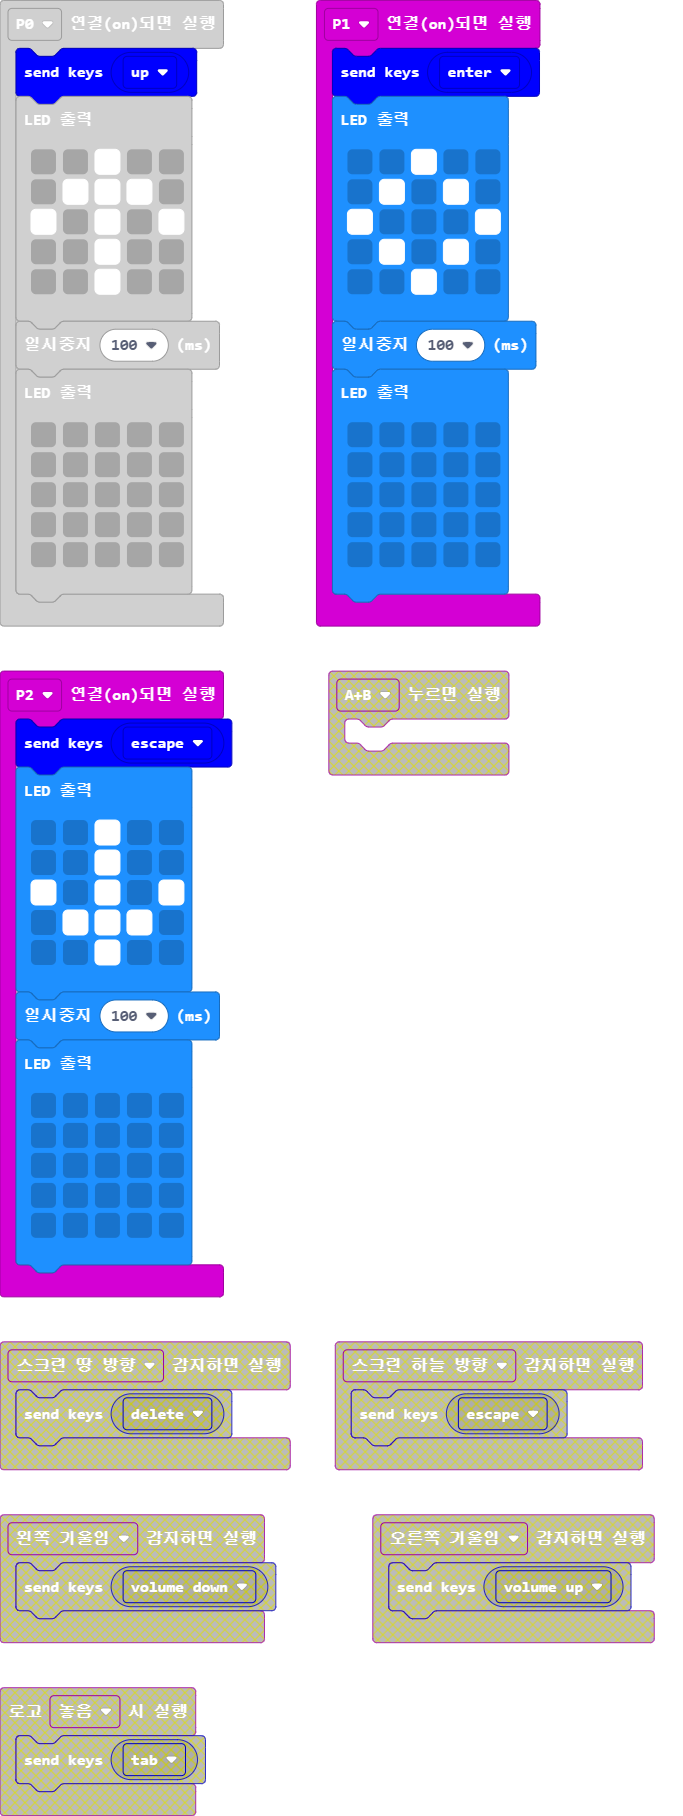 P0 연결(on)되면 실행
send keys up
LED 출력
일시중지 100 (ms)
LED 출력
P1 연결(on)되면 실행
send keys enter
LED 출력
일시중지 100 (ms)
LED 출력
P2 연결(on)되면 실행
send keys escape
LED 출력
일시중지 100 (ms)
LED 출력
A+B 누르면 실행
스크린 땅 방향 감지하면 실행
send keys delete
스크린 하늘 방향 감지하면 실행
send keys escape
왼쪽 기울임 감지하면 실행
send keys volume down
오른쪽 기울임 감지하면 실행
send keys volume up
로고 놓음 시 실행
send keys tab